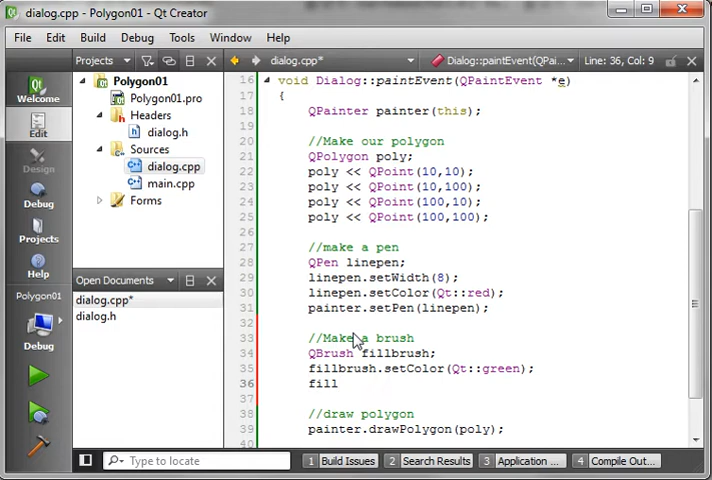 dialog.cpp - Polygon01 - Qt Creator
File Edit Build Debug Tools Window Help
Projects dialog.cpp* Dialog::paintEvent(QPai... Line: 36, Col: 9
Welcome
Edit
Design
Debug
Projects
Help
Polygon01
Debug
Polygon01
Polygon01.pro
Headers
dialog.h
Sources
dialog.cpp
main.cpp
Forms
Open Documents
dialog.cpp*
dialog.h
16 void Dialog::paintEvent(QPaintEvent *e)
17 {
18 QPainter painter(this);
19
20 //Make our polygon
21 QPolygon poly;
22 poly << QPoint(10,10);
23 poly << QPoint(10,100);
24 poly << QPoint(100,10);
25 poly << QPoint(100,100);
26
27 //make a pen
28 QPen linepen;
29 linepen.setWidth(8);
30 linepen.setColor(Qt::red);
31 painter.setPen(linepen);
32
33 //Make a brush
34 QBrush fillbrush;
35 fillbrush.setColor(Qt::green);
36 fill
37
38 //draw polygon
39 painter.drawPolygon(poly);
40
Type to locate 1 Build Issues 2 Search Results 3 Application ... 4 Compile Out...